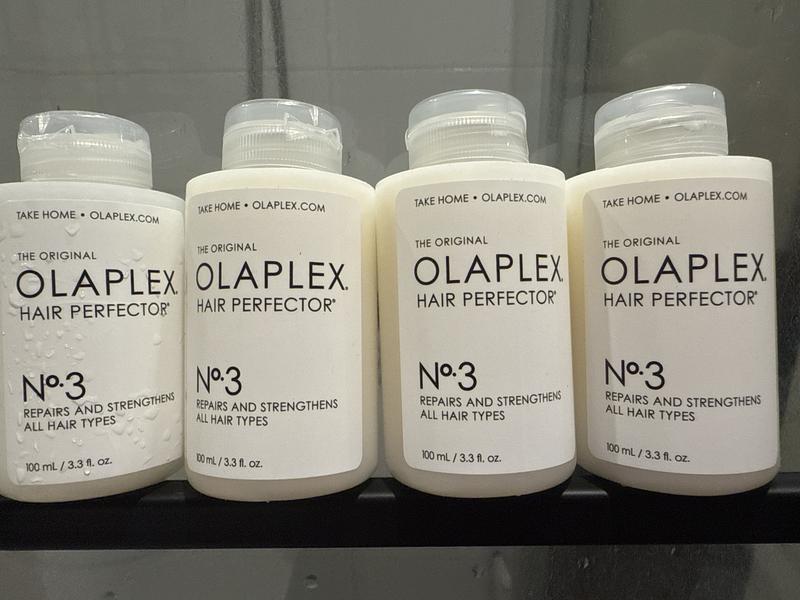 TAKE HOME • OLAPLEX.COM
THE ORIGINAL
OLAPLEX.
HAIR PERFECTOR®
Nº.3
REPAIRS AND STRENGTHENS
ALL HAIR TYPES
100 mL / 3.3 fl. oz.
TAKE HOME • OLAPLEX.COM
THE ORIGINAL
OLAPLEX.
HAIR PERFECTOR®
Nº.3
REPAIRS AND STRENGTHENS
ALL HAIR TYPES
100 mL / 3.3 fl. oz.
TAKE HOME • OLAPLEX.COM
THE ORIGINAL
OLAPLEX.
HAIR PERFECTOR®
Nº.3
REPAIRS AND STRENGTHENS
ALL HAIR TYPES
100 mL / 3.3 fl. oz.
TAKE HOME • OLAPLEX.COM
THE ORIGINAL
OLAPLEX.
HAIR PERFECTOR®
Nº.3
REPAIRS AND STRENGTHENS
ALL HAIR TYPES
100 mL / 3.3 fl. oz.